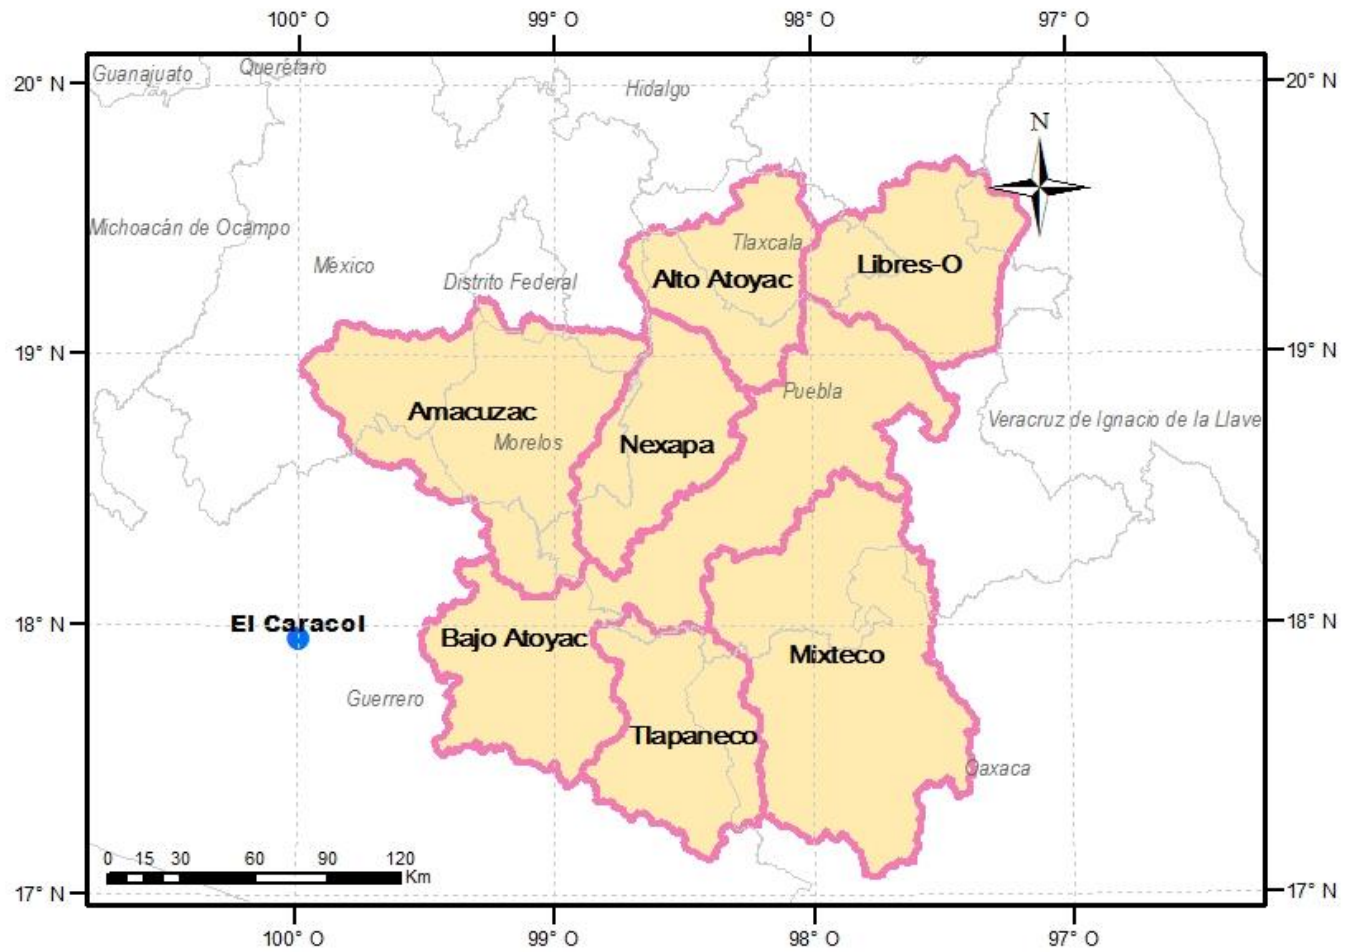 100° O 99° O 98° O 97° O
Guanajuato
Querétaro
20° N
20° N
Hidalgo
N
Michoacán de Ocampo
México
Distrito Federal
Tlaxcala
Alto Atoyac
Libres-O
19° N
19° N
Amacuzac
Morelos
Nexapa
Puebla
Veracruz de Ignacio de la Llave
18° N
18° N
El Caracol
Bajo Atoyac
Mixteco
Guerrero
Tlapaneco
Oaxaca
0 15 30 60 90 120
Km
17° N
17° N
100° O 99° O 98° O 97° O